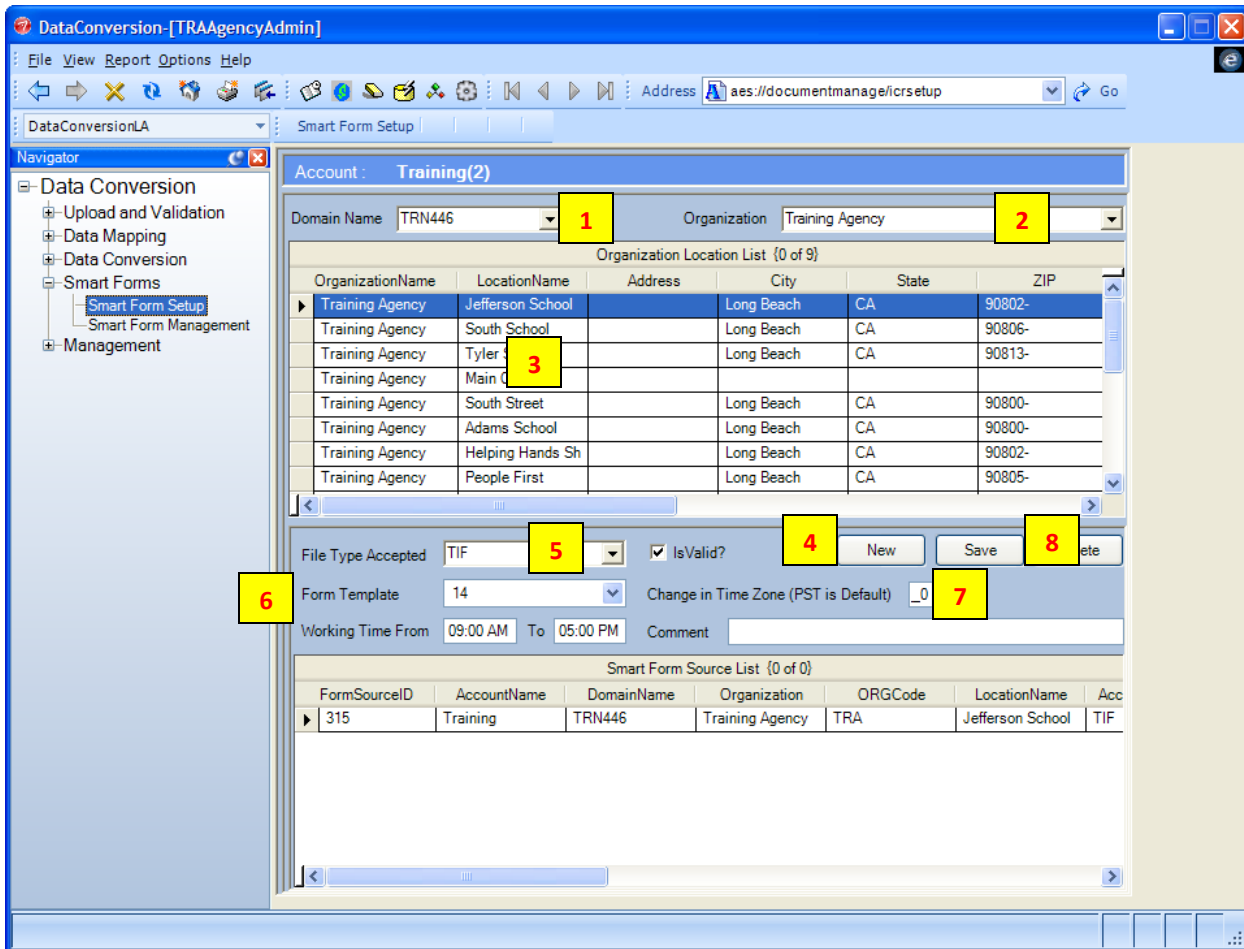 DataConversion-[TRAAgencyAdmin]
File View Report Options Help
Address aes://documentmanage/icrsetup Go
DataConversionLA Smart Form Setup
Navigator
Data Conversion
Upload and Validation
Data Mapping
Data Conversion
Smart Forms
Smart Form Setup
Smart Form Management
Management
Account : Training(2)
Domain Name TRN446 1 Organization Training Agency 2
Organization Location List {0 of 9}
OrganizationName LocationName Address City State ZIP
Training Agency Jefferson School Long Beach CA 90802-
Training Agency South School Long Beach CA 90806-
Training Agency Tyler Long Beach CA 90813-
3
Training Agency Main
Training Agency South Street Long Beach CA 90800-
Training Agency Adams School Long Beach CA 90800-
Training Agency Helping Hands Sh Long Beach CA 90802-
Training Agency People First Long Beach CA 90805-
File Type Accepted TIF 5 IsValid? 4 New Save 8 ete
6 Form Template 14 Change in Time Zone (PST is Default) _0 7
Working Time From 09:00 AM To 05:00 PM Comment
Smart Form Source List {0 of 0}
FormSourceID AccountName DomainName Organization ORGCode LocationName Acc
315 Training TRN446 Training Agency TRA Jefferson School TIF